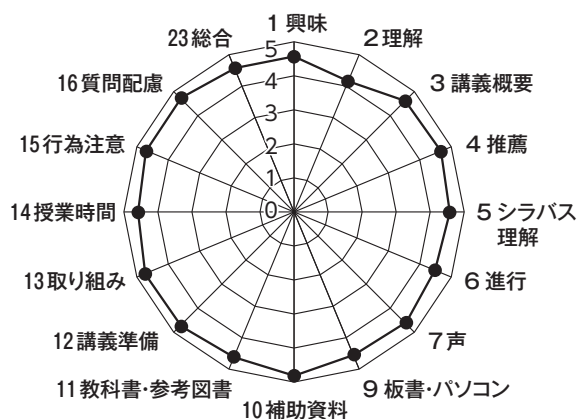 1 興味
2 理解
3 講義概要
4 推薦
5 シラバス
理解
6 進行
7 声
9 板書・パソコン
10 補助資料
11 教科書・参考図書
12 講義準備
13 取り組み
14 授業時間
15 行為注意
16 質問配慮
23 総合
5
4
3
2
1
0